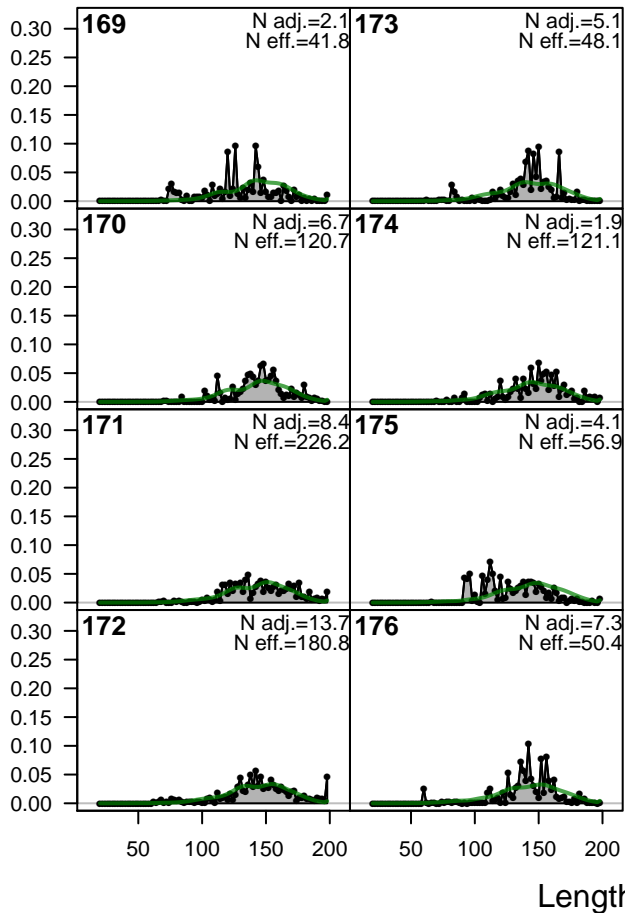 169
N adj.=2.1
N eff.=41.8
173
N adj.=5.1
N eff.=48.1
0.30
0.25
0.20
0.15
0.10
0.05
0.00
170
N adj.=6.7
N eff.=120.7
174
N adj.=1.9
N eff.=121.1
0.30
0.25
0.20
0.15
0.10
0.05
0.00
171
N adj.=8.4
N eff.=226.2
175
N adj.=4.1
N eff.=56.9
0.30
0.25
0.20
0.15
0.10
0.05
0.00
172
N adj.=13.7
N eff.=180.8
176
N adj.=7.3
N eff.=50.4
0.30
0.25
0.20
0.15
0.10
0.05
0.00
50 100 150 200 50 100 150 200
Length